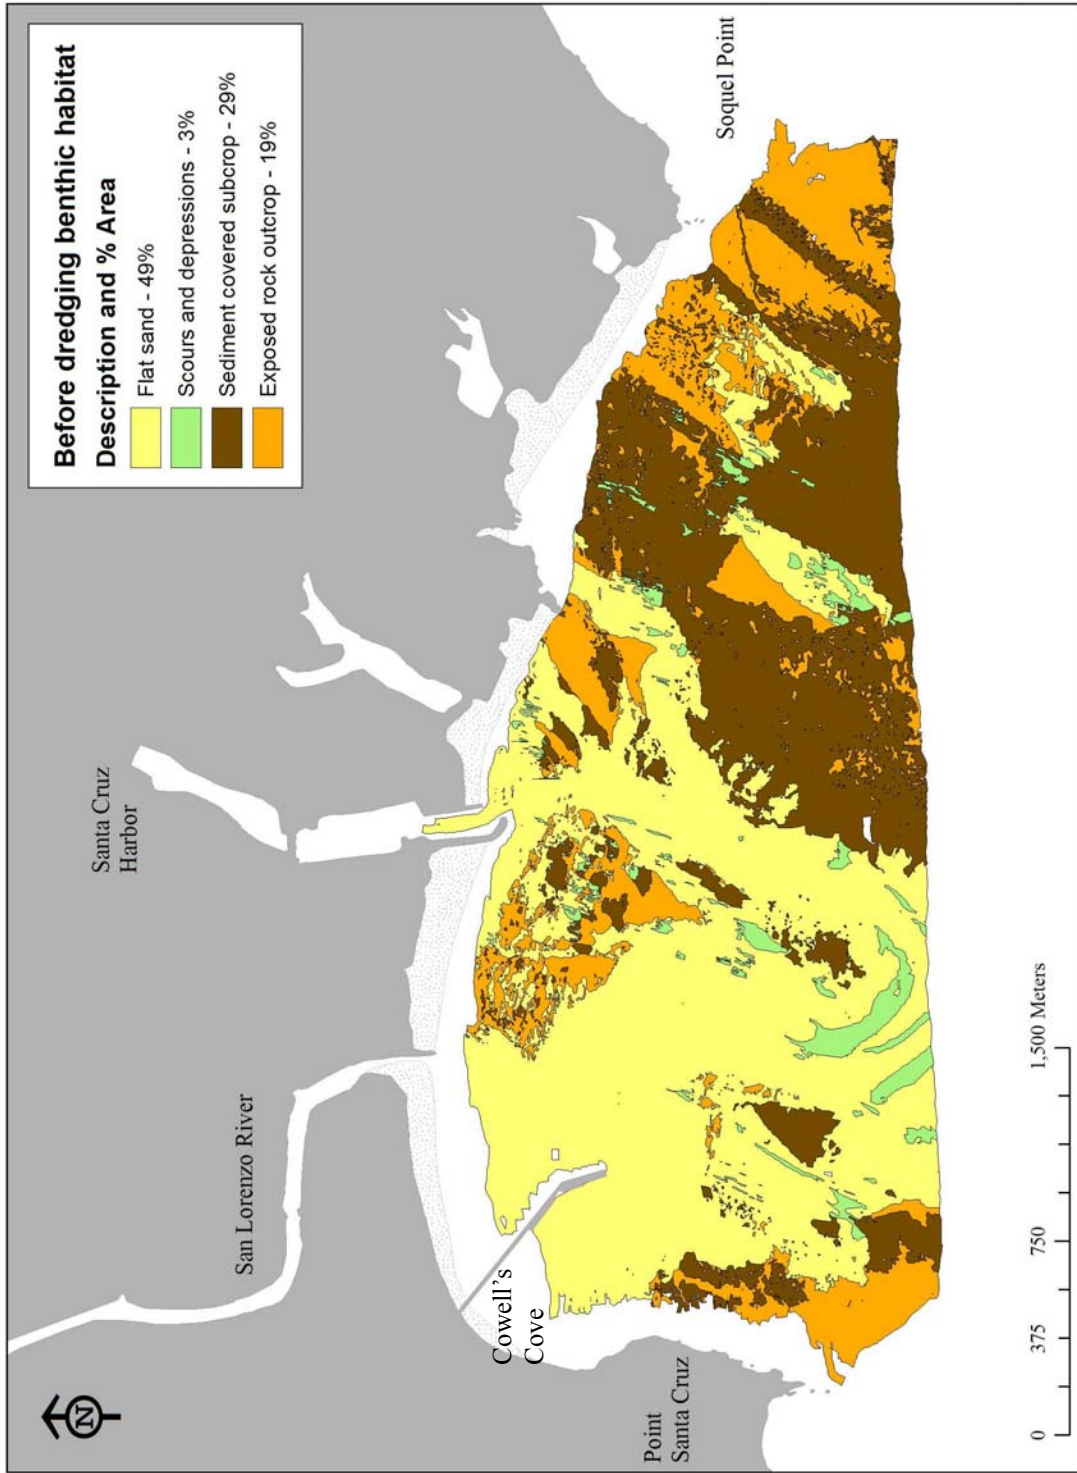 Before dredging benthic habitat
Description and % Area
Flat sand - 49%
Scours and depressions - 3%
Sediment covered subcrop - 29%
Exposed rock outcrop - 19%
N
Santa Cruz
Harbor
San Lorenzo River
Soquel Point
Cowell's
Cove
Point
Santa Cruz
0 375 750 1,500 Meters